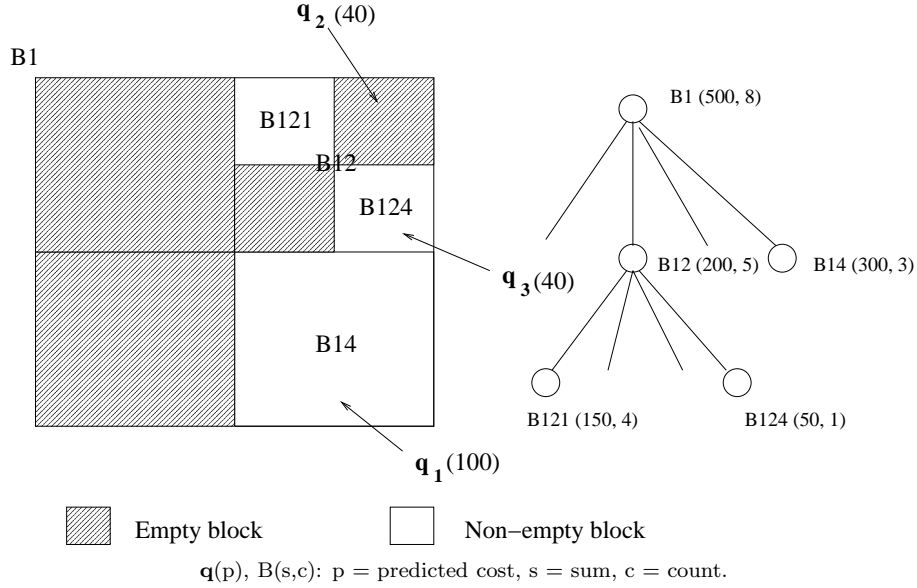 q2(40)
B1
B1 (500, 8)
B121
B12
B124
B12 (200, 5)
B14 (300, 3)
q3(40)
B14
B121 (150, 4)
B124 (50, 1)
q1(100)
Empty block
Non−empty block
q(p), B(s,c): p = predicted cost, s = sum, c = count.